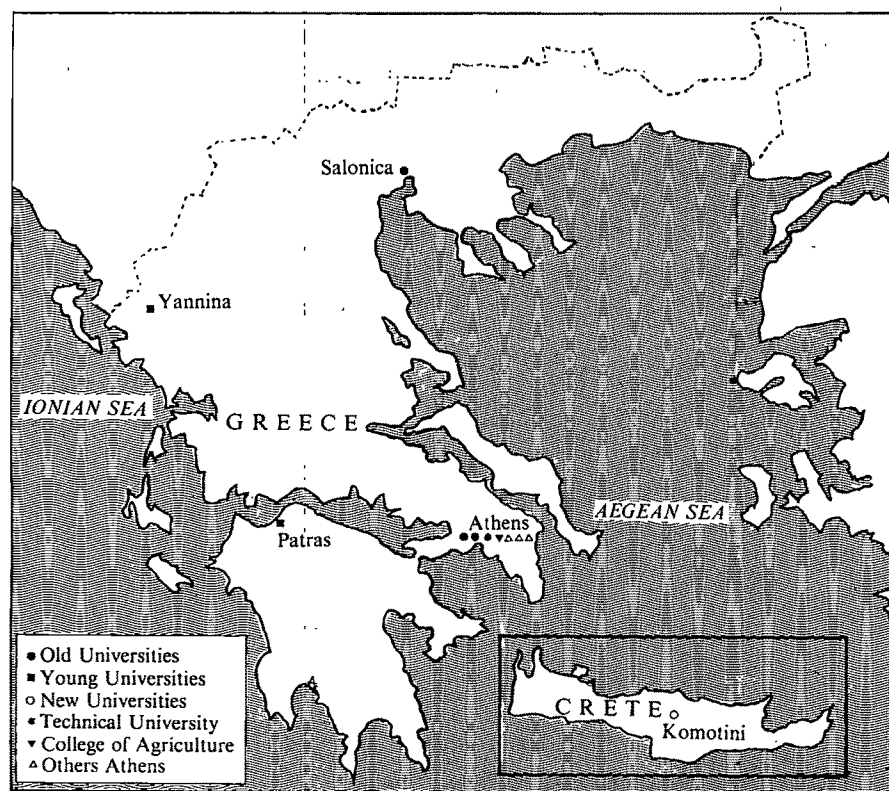 Salonica
Yannina
IONIAN SEA
GREECE
AEGEAN SEA
Athens
Patras
Old Universities
Young Universities
New Universities
Technical University
College of Agriculture
Others Athens
CRETE
Komotini